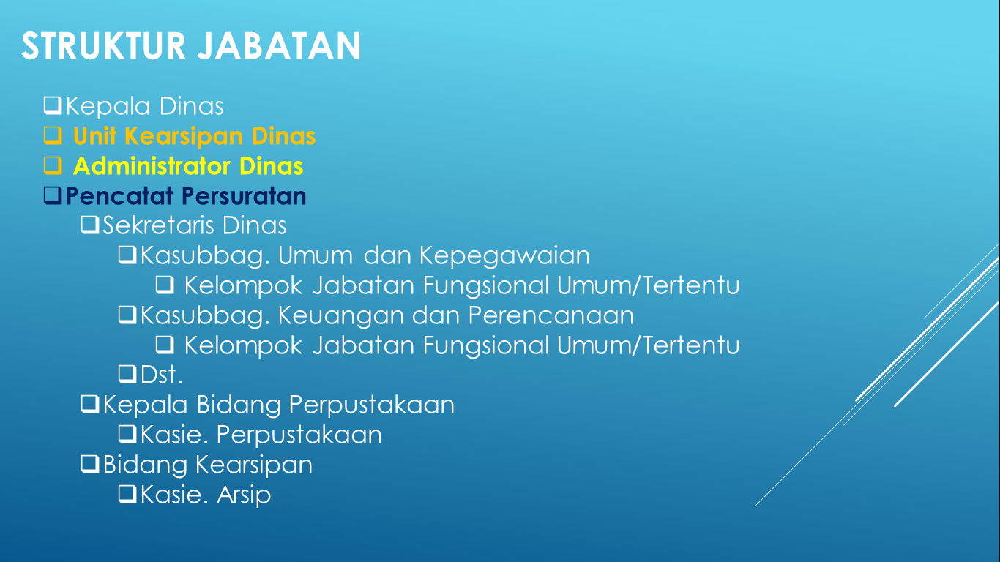 STRUKTUR JABATAN
Kepala Dinas
Unit Kearsipan Dinas
Administrator Dinas
Pencatat Persuratan
Sekretaris Dinas
Kasubbag. Umum dan Kepegawaian
Kelompok Jabatan Fungsional Umum/Tertentu
Kasubbag. Keuangan dan Perencanaan
Kelompok Jabatan Fungsional Umum/Tertentu
Dst.
Kepala Bidang Perpustakaan
Kasie. Perpustakaan
Bidang Kearsipan
Kasie. Arsip